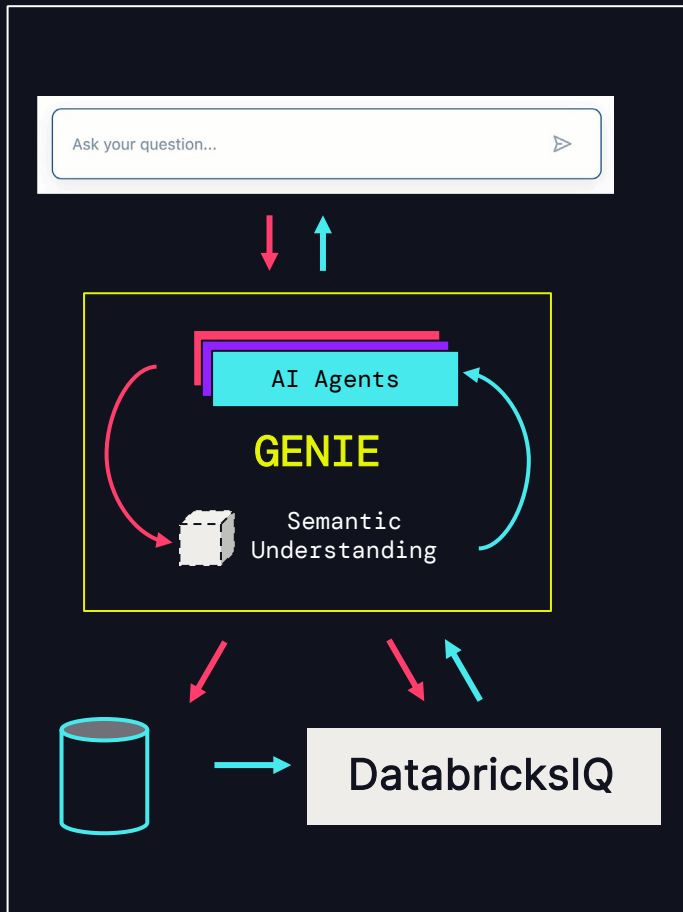 Ask your question...
AI Agents
GENIE
Semantic
Understanding
DatabricksIQ